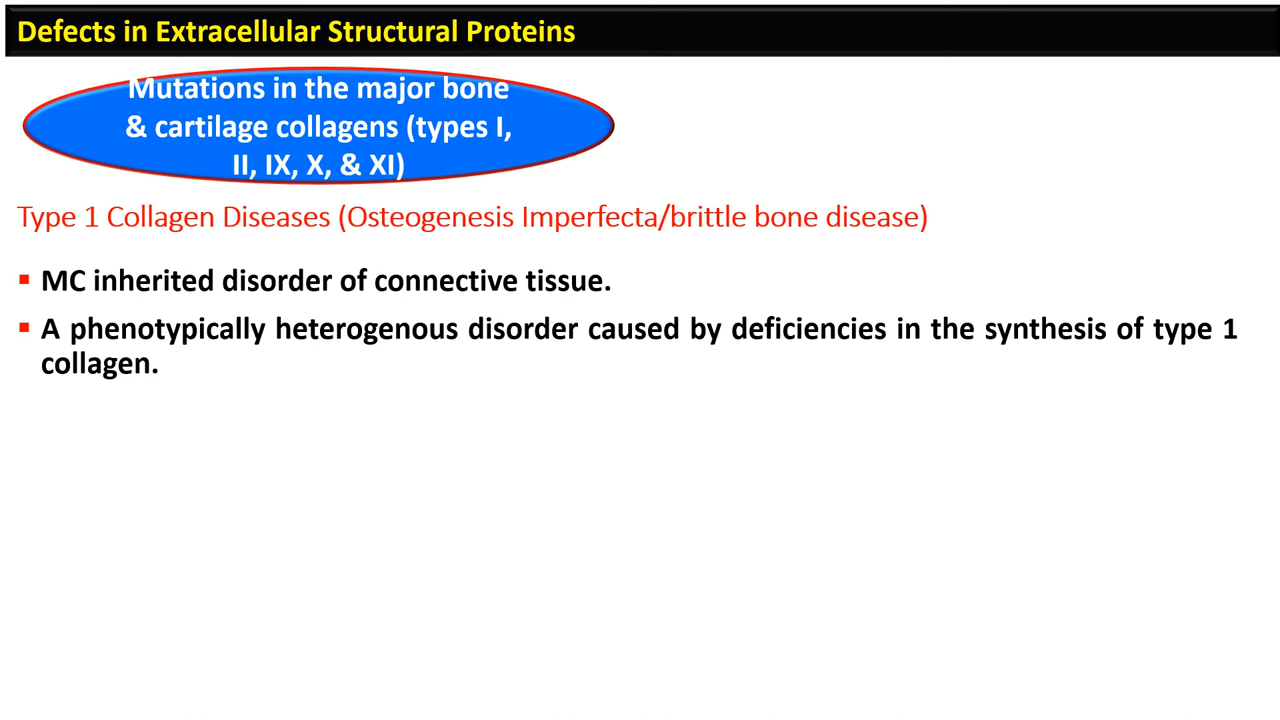 Defects in Extracellular Structural Proteins
Mutations in the major bone
& cartilage collagens (types I,
II, IX, X, & XI)
Type 1 Collagen Diseases (Osteogenesis Imperfecta/brittle bone disease)
▪ MC inherited disorder of connective tissue.
▪ A phenotypically heterogenous disorder caused by deficiencies in the synthesis of type 1
collagen.